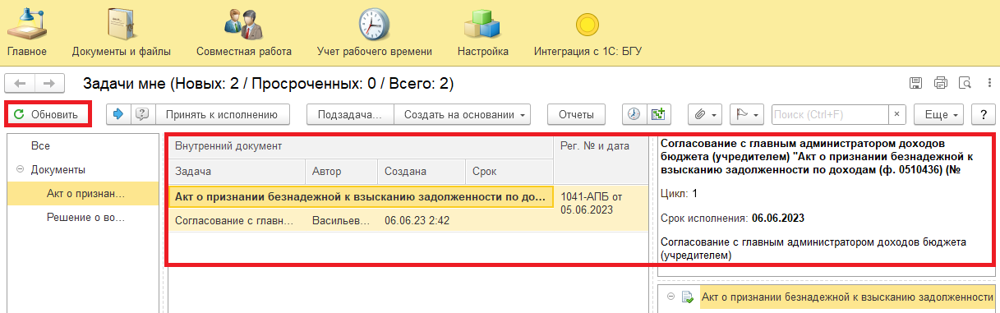 Главное Документы и файлы Совместная работа Учет рабочего времени Настройка Интеграция с 1С: БГУ
Задачи мне (Новых: 2 / Просроченных: 0 / Всего: 2)
Обновить Принять к исполнению Подзадача... Создать на основании Отчеты Поиск (Ctrl+F) × Еще ?
Все
Документы
Акт о признан...
Решение о во...
Внутренний документ Рег. № и дата
Задача Автор Создана Срок
Акт о признании безнадежной к взысканию задолженности по до... 1041-АПБ от
05.06.2023
Согласование с главн... Васильев... 06.06.23 2:42
Согласование с главным администратором доходов
бюджета (учредителем) "Акт о признании безнадежной к
взысканию задолженности по доходам (ф. 0510436) (№
Цикл: 1
Срок исполнения: 06.06.2023
Согласование с главным администратором доходов бюджета
(учредителем)
Акт о признании безнадежной к взысканию задолженности